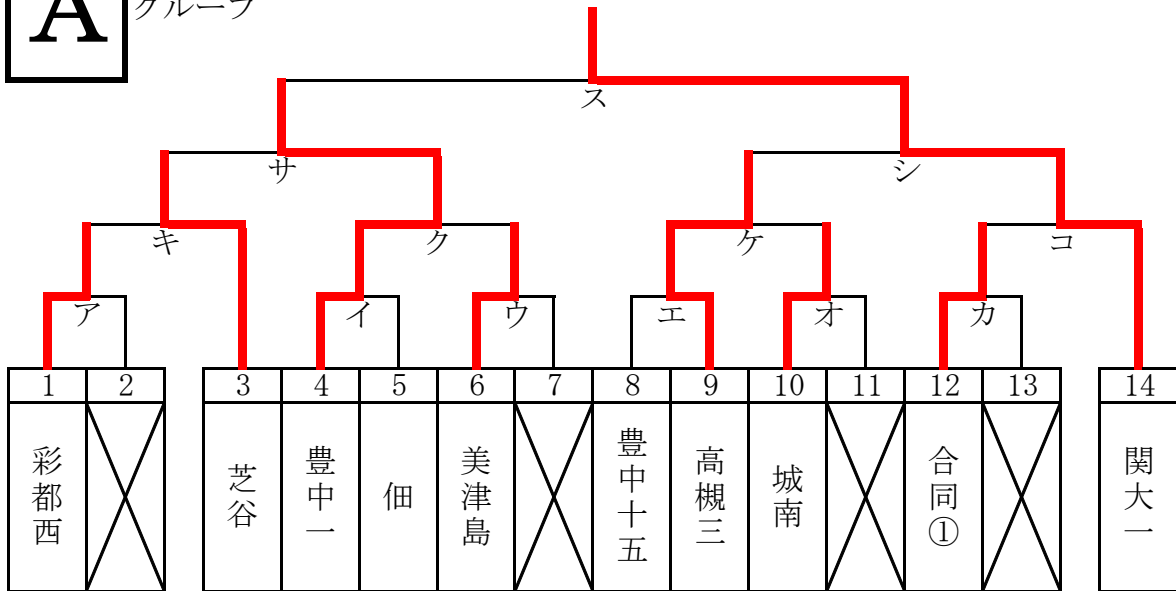 A
グループ
ス
サ シ
キ ク ケ コ
ア イ ウ エ オ カ
1 2 3 4 5 6 7 8 9 10 11 12 13 14
彩都西 芝谷 豊中一 佃 美津島 豊中十五 高槻三 城南 合同① 関大一